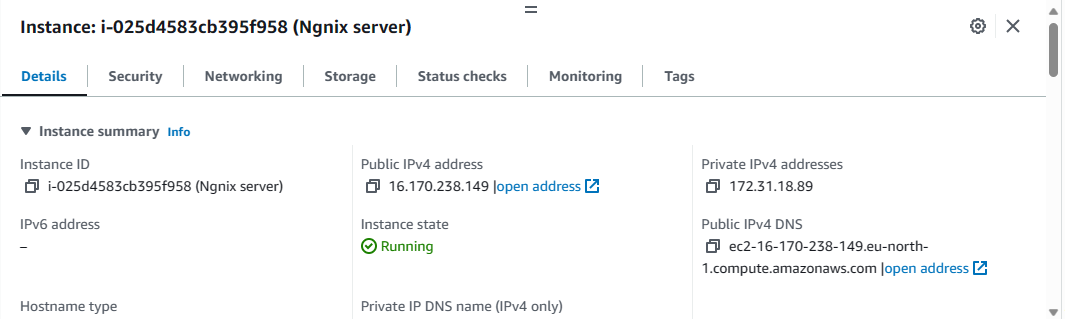 Instance: i-025d4583cb395f958 (Ngnix server)
Details
Security
Networking
Storage
Status checks
Monitoring
Tags
Instance summary Info
Instance ID
i-025d4583cb395f958 (Ngnix server)
Public IPv4 address
16.170.238.149 |open address
Private IPv4 addresses
172.31.18.89
IPv6 address
–
Instance state
Running
Public IPv4 DNS
ec2-16-170-238-149.eu-north-
1.compute.amazonaws.com |open address
Hostname type
Private IP DNS name (IPv4 only)